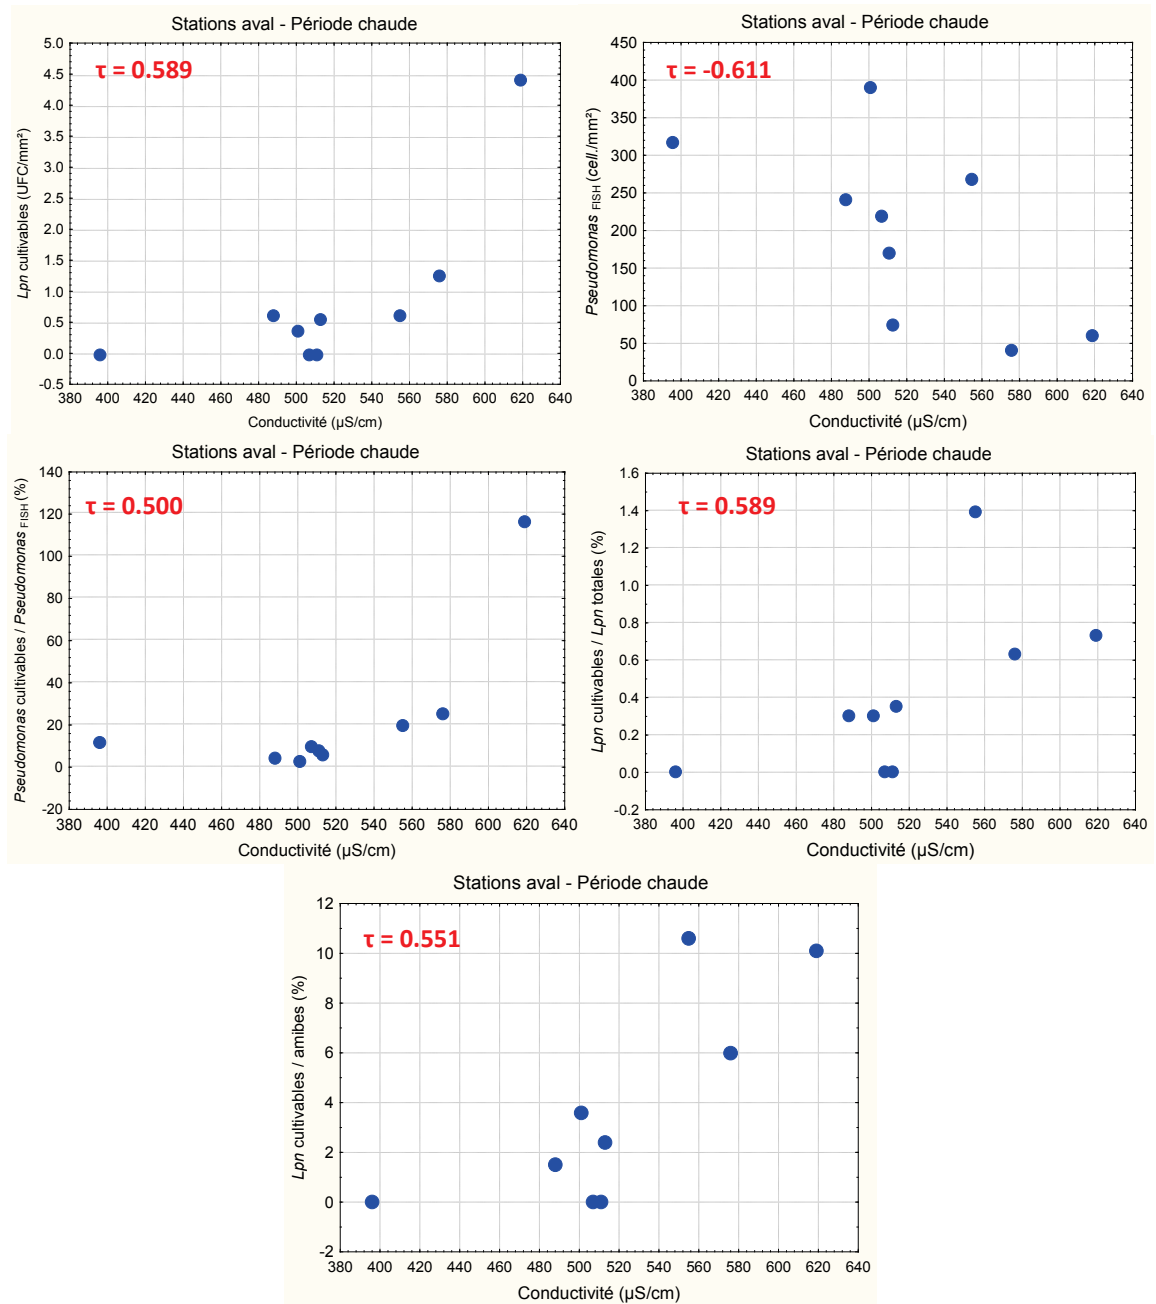 Stations aval - Période chaude
τ = 0.589
5.0
4.5
4.0
3.5
3.0
2.5
2.0
1.5
1.0
0.5
0.0
-0.5
Lpn cultivables (UFC/mm²)
380 400 420 440 460 480 500 520 540 560 580 600 620 640
Conductivité (µS/cm)
Stations aval - Période chaude
τ = -0.611
450
400
350
300
250
200
150
100
50
0
Pseudomonas FISH (cell./mm²)
380 400 420 440 460 480 500 520 540 560 580 600 620 640
Conductivité (µS/cm)
Stations aval - Période chaude
τ = 0.500
140
120
100
80
60
40
20
0
-20
Pseudomonas cultivables / Pseudomonas FISH (%)
380 400 420 440 460 480 500 520 540 560 580 600 620 640
Conductivité (µS/cm)
Stations aval - Période chaude
τ = 0.589
1.6
1.4
1.2
1.0
0.8
0.6
0.4
0.2
0.0
-0.2
Lpn cultivables / Lpn totales (%)
380 400 420 440 460 480 500 520 540 560 580 600 620 640
Conductivité (µS/cm)
Stations aval - Période chaude
τ = 0.551
12
10
8
6
4
2
0
-2
Lpn cultivables / amibes (%)
380 400 420 440 460 480 500 520 540 560 580 600 620 640
Conductivité (µS/cm)